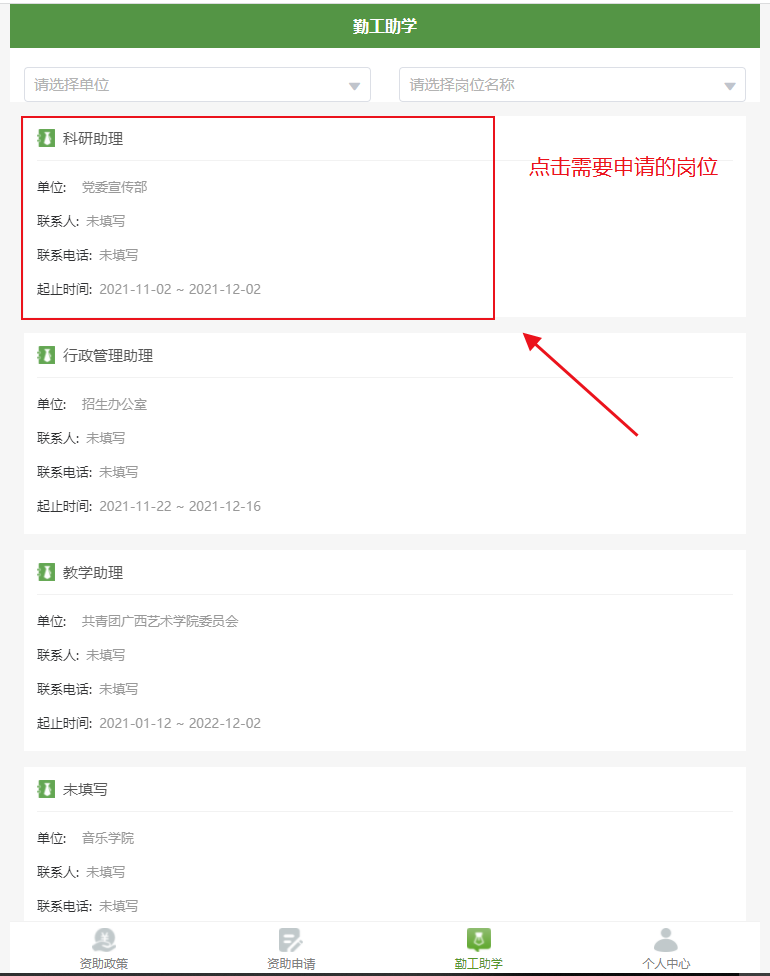 勤工助学
请选择单位
请选择岗位名称
科研助理
点击需要申请的岗位
单位: 党委宣传部
联系人: 未填写
联系电话: 未填写
起止时间: 2021-11-02 ~ 2021-12-02
行政管理助理
单位: 招生办公室
联系人: 未填写
联系电话: 未填写
起止时间: 2021-11-22 ~ 2021-12-16
教学助理
单位: 共青团广西艺术学院委员会
联系人: 未填写
联系电话: 未填写
起止时间: 2021-01-12 ~ 2022-12-02
未填写
单位: 音乐学院
联系人: 未填写
联系电话: 未填写
资助政策
资助申请
勤工助学
个人中心